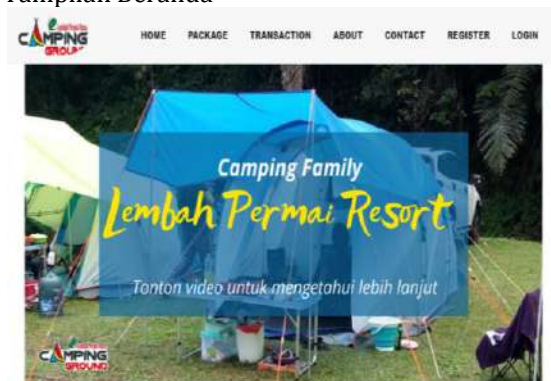 Tampilan Beranda
CAMPING
GROUND
HOME PACKAGE TRANSACTION ABOUT CONTACT REGISTER LOGIN
Camping Family
Lembah Permai Resort
Tonton video untuk mengetahui lebih lanjut
CAMPING
GROUND